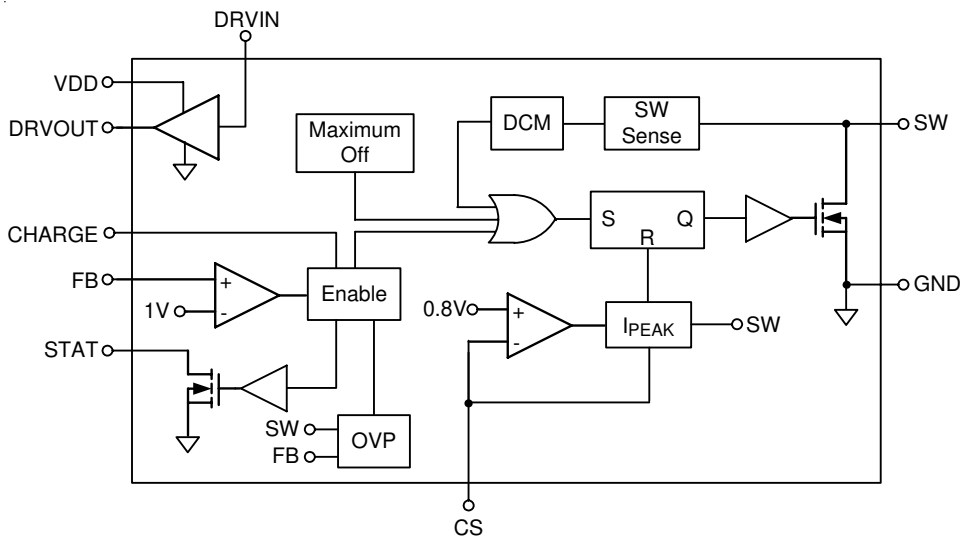 DRVIN
VDD
DRVOUT
Maximum
Off
DCM
SW
Sense
SW
CHARGE
S
Q
R
FB
+
-
1V
Enable
GND
0.8V
+
-
IPEAK
SW
STAT
SW
FB
OVP
CS